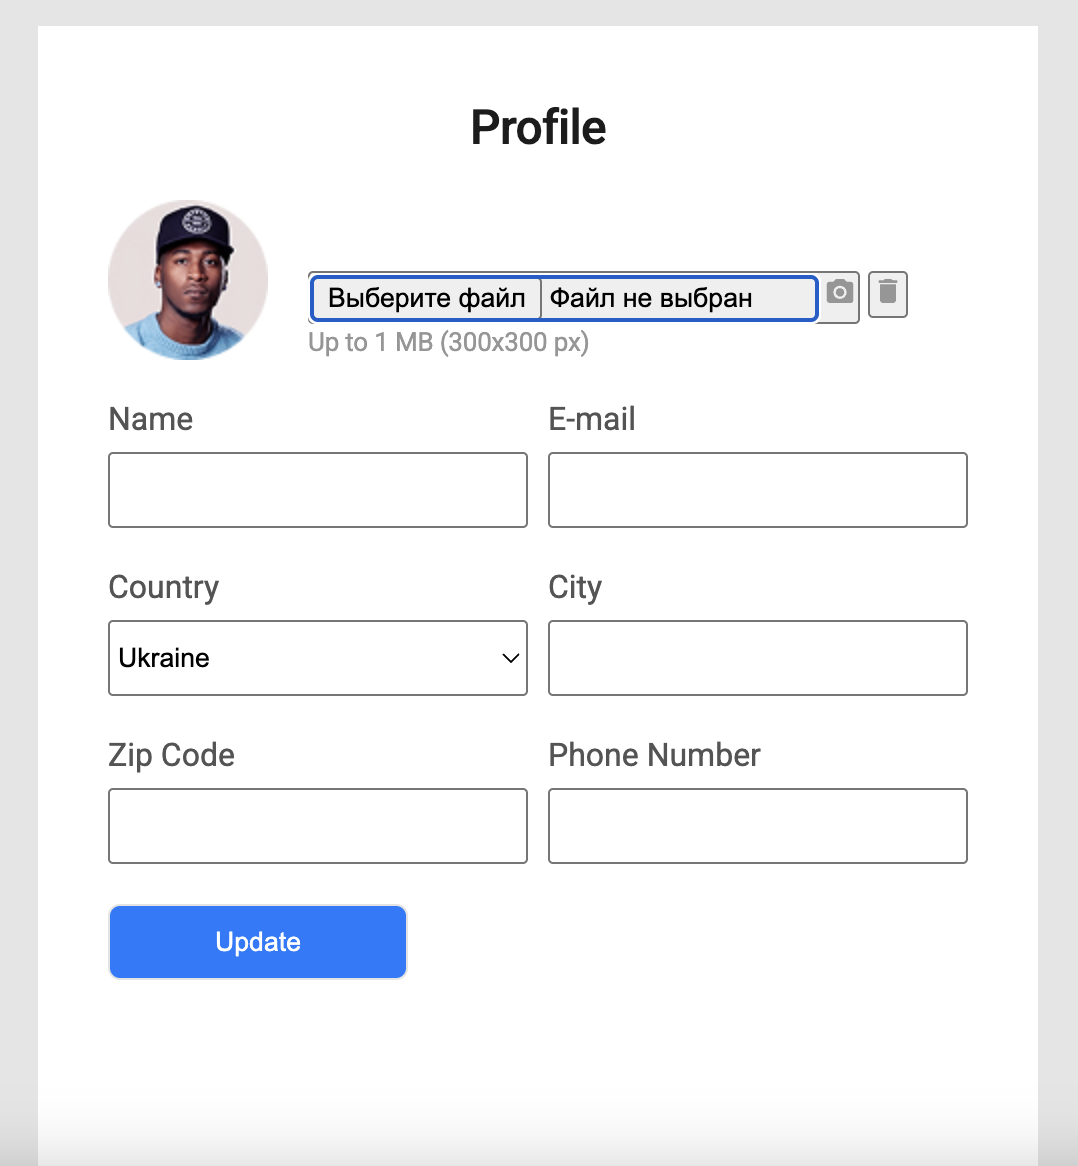 Profile
Выберите файл Файл не выбран
Up to 1 MB (300x300 px)
Name E-mail
Country City
Ukraine
Zip Code Phone Number
Update